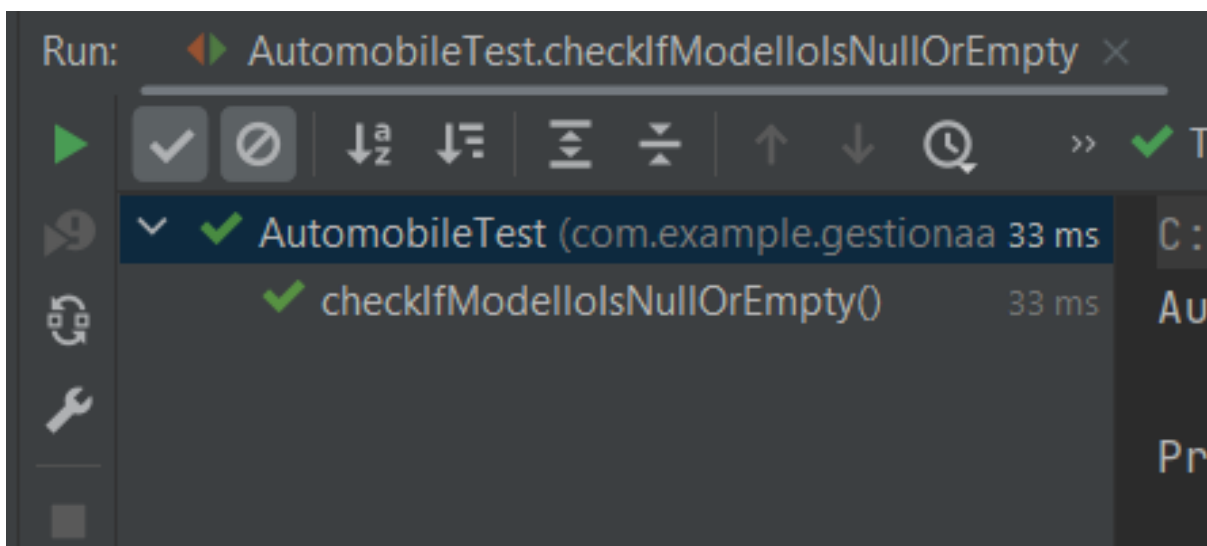 Run: AutomobileTest.checkIfModelloIsNullOrEmpty
AutomobileTest (com.example.gestionaa 33 ms
checkIfModelloIsNullOrEmpty() 33 ms
C:
Au
Pr